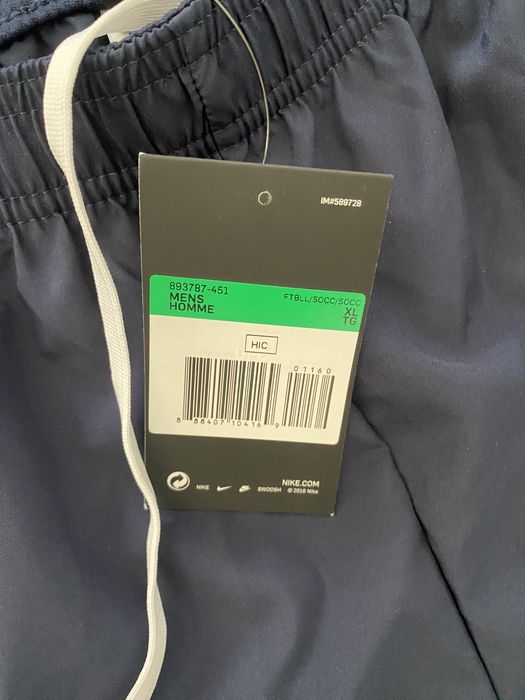 IM#589728
893787-451
MENS
HOMME
FTBLL/SOCC/SOCC
XL
TG
HIC
01160
8 88407 10416 9
NIKE.COM
NIKE SWOOSH © 2018 Nike